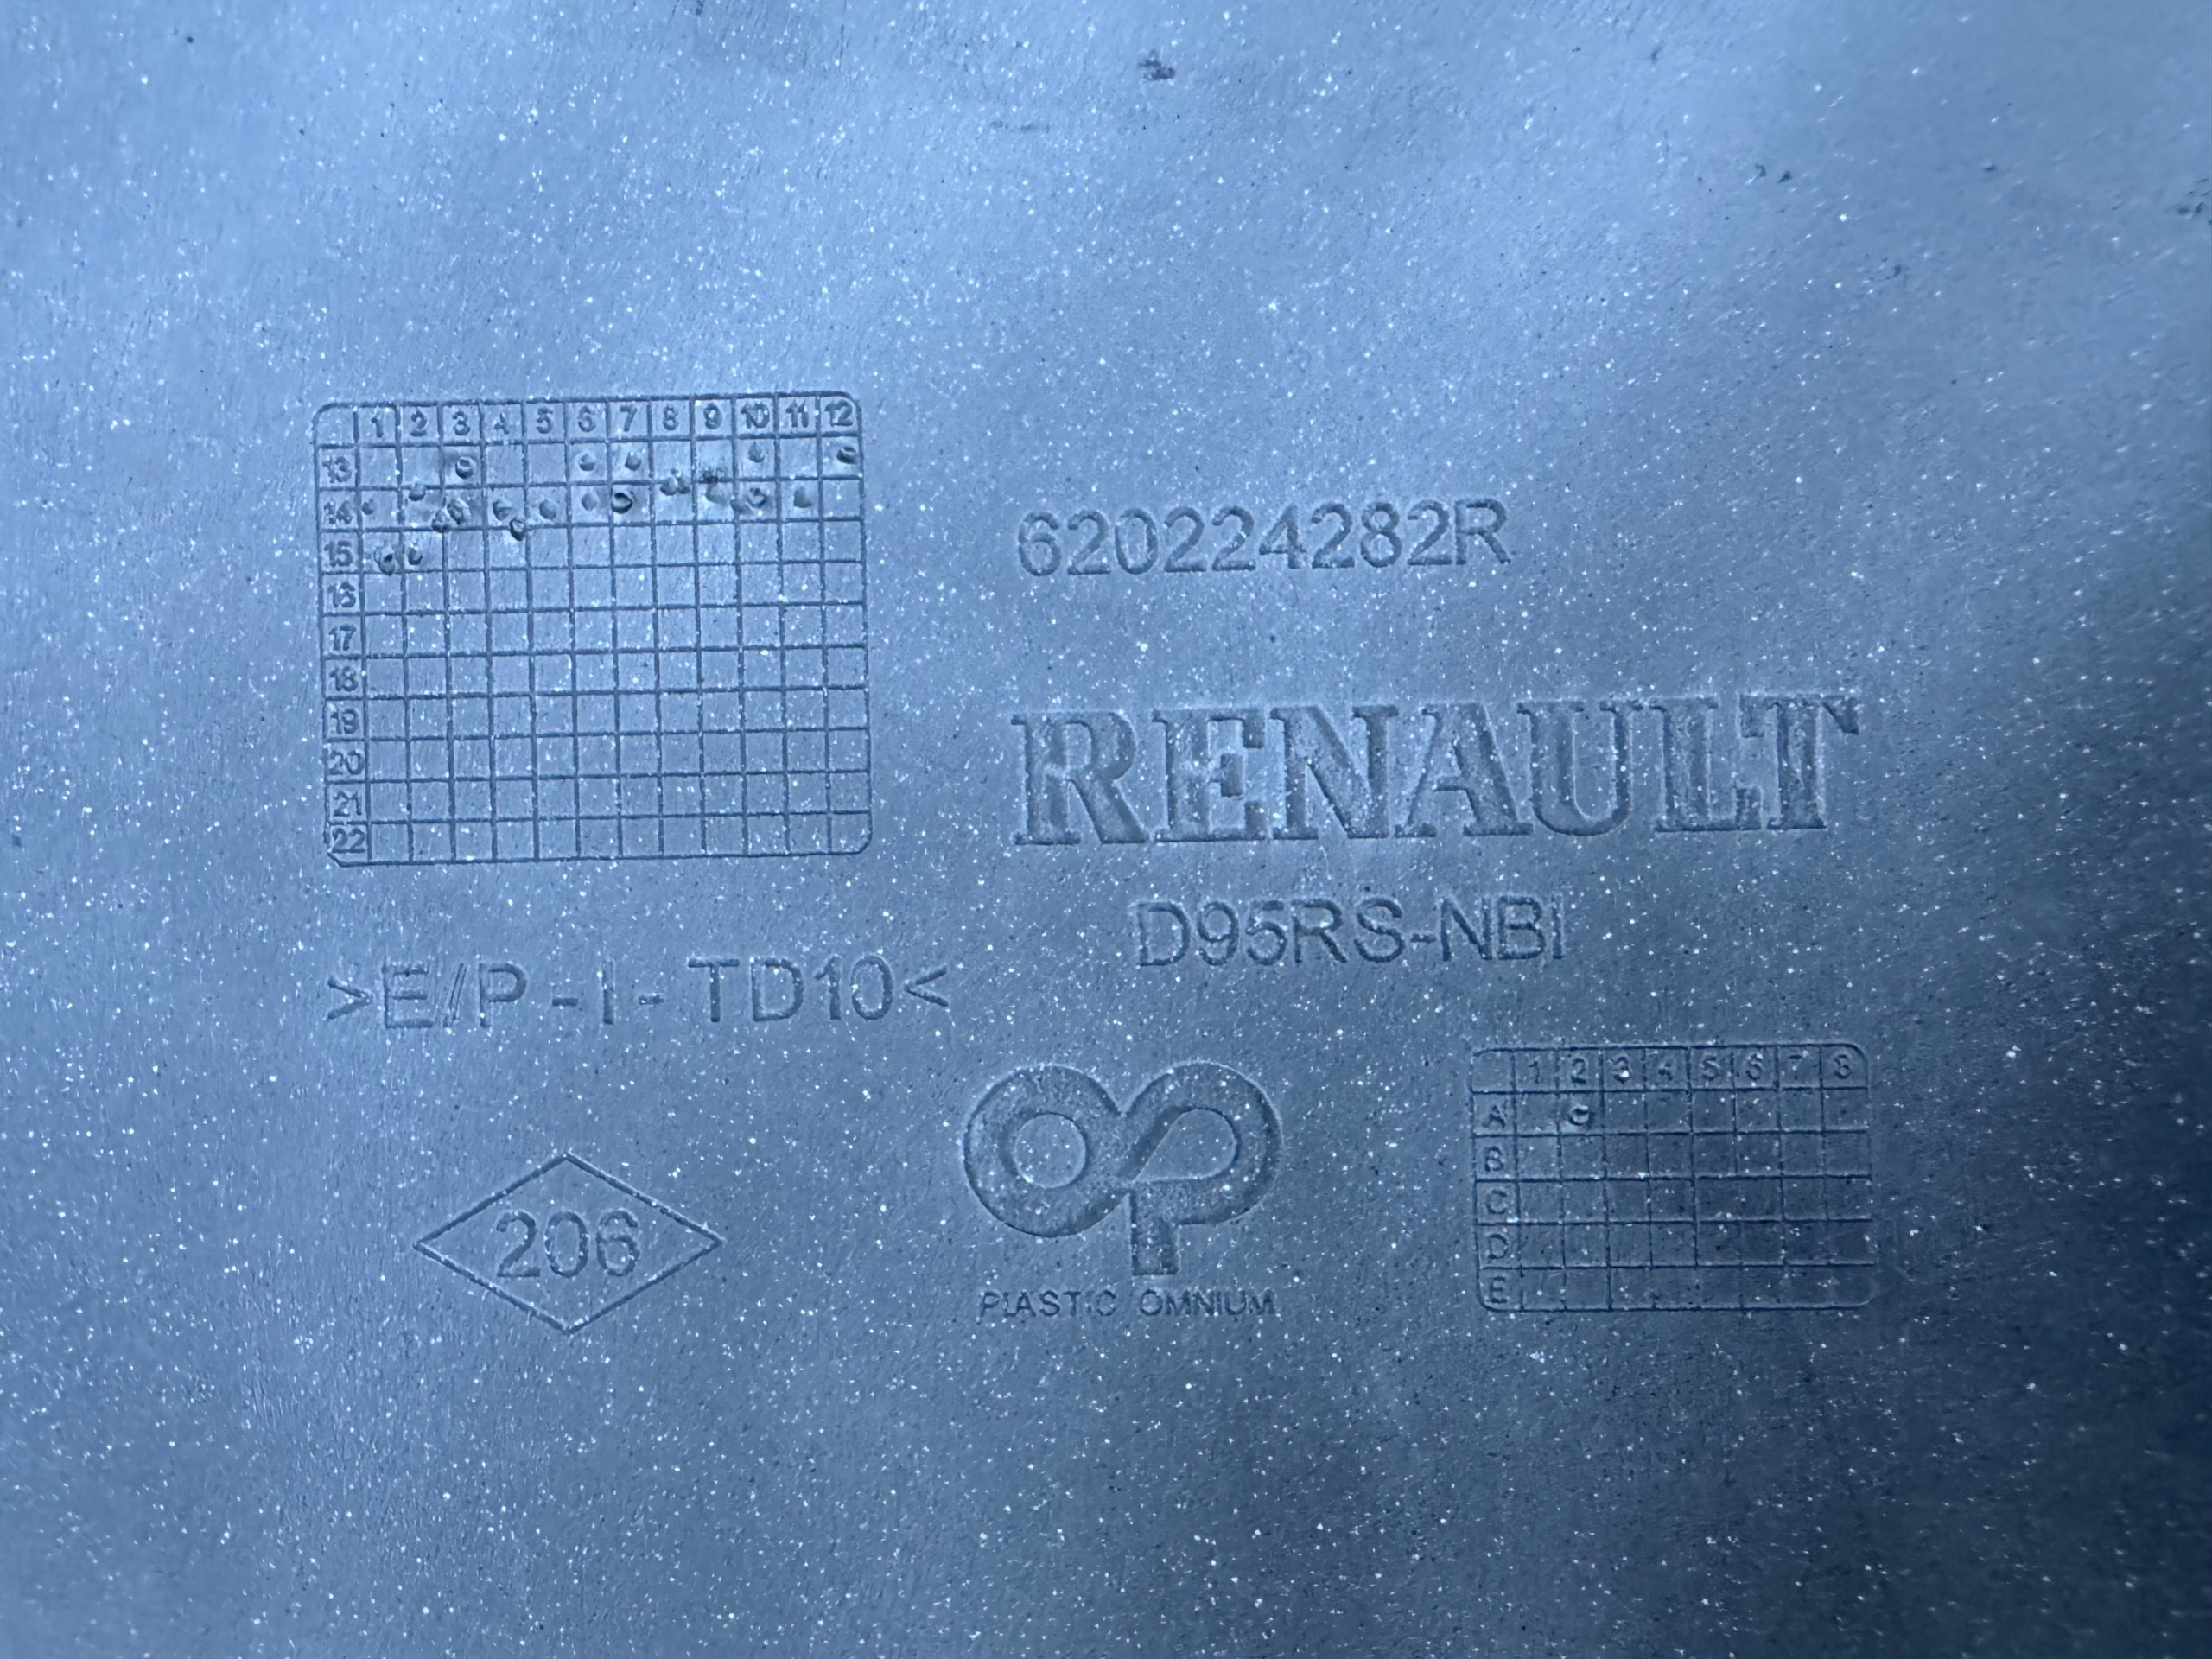 1 2 3 4 5 6 7 8 9 10 11 12
13
14
15
16
17
18
19
20
21
22
620224282R
RENAULT
D95RS-NBI
>E/P - I - TD10<
206
PLASTIC OMNIUM
1 2 3 4 5 6 7 8
A
B
C
D
E